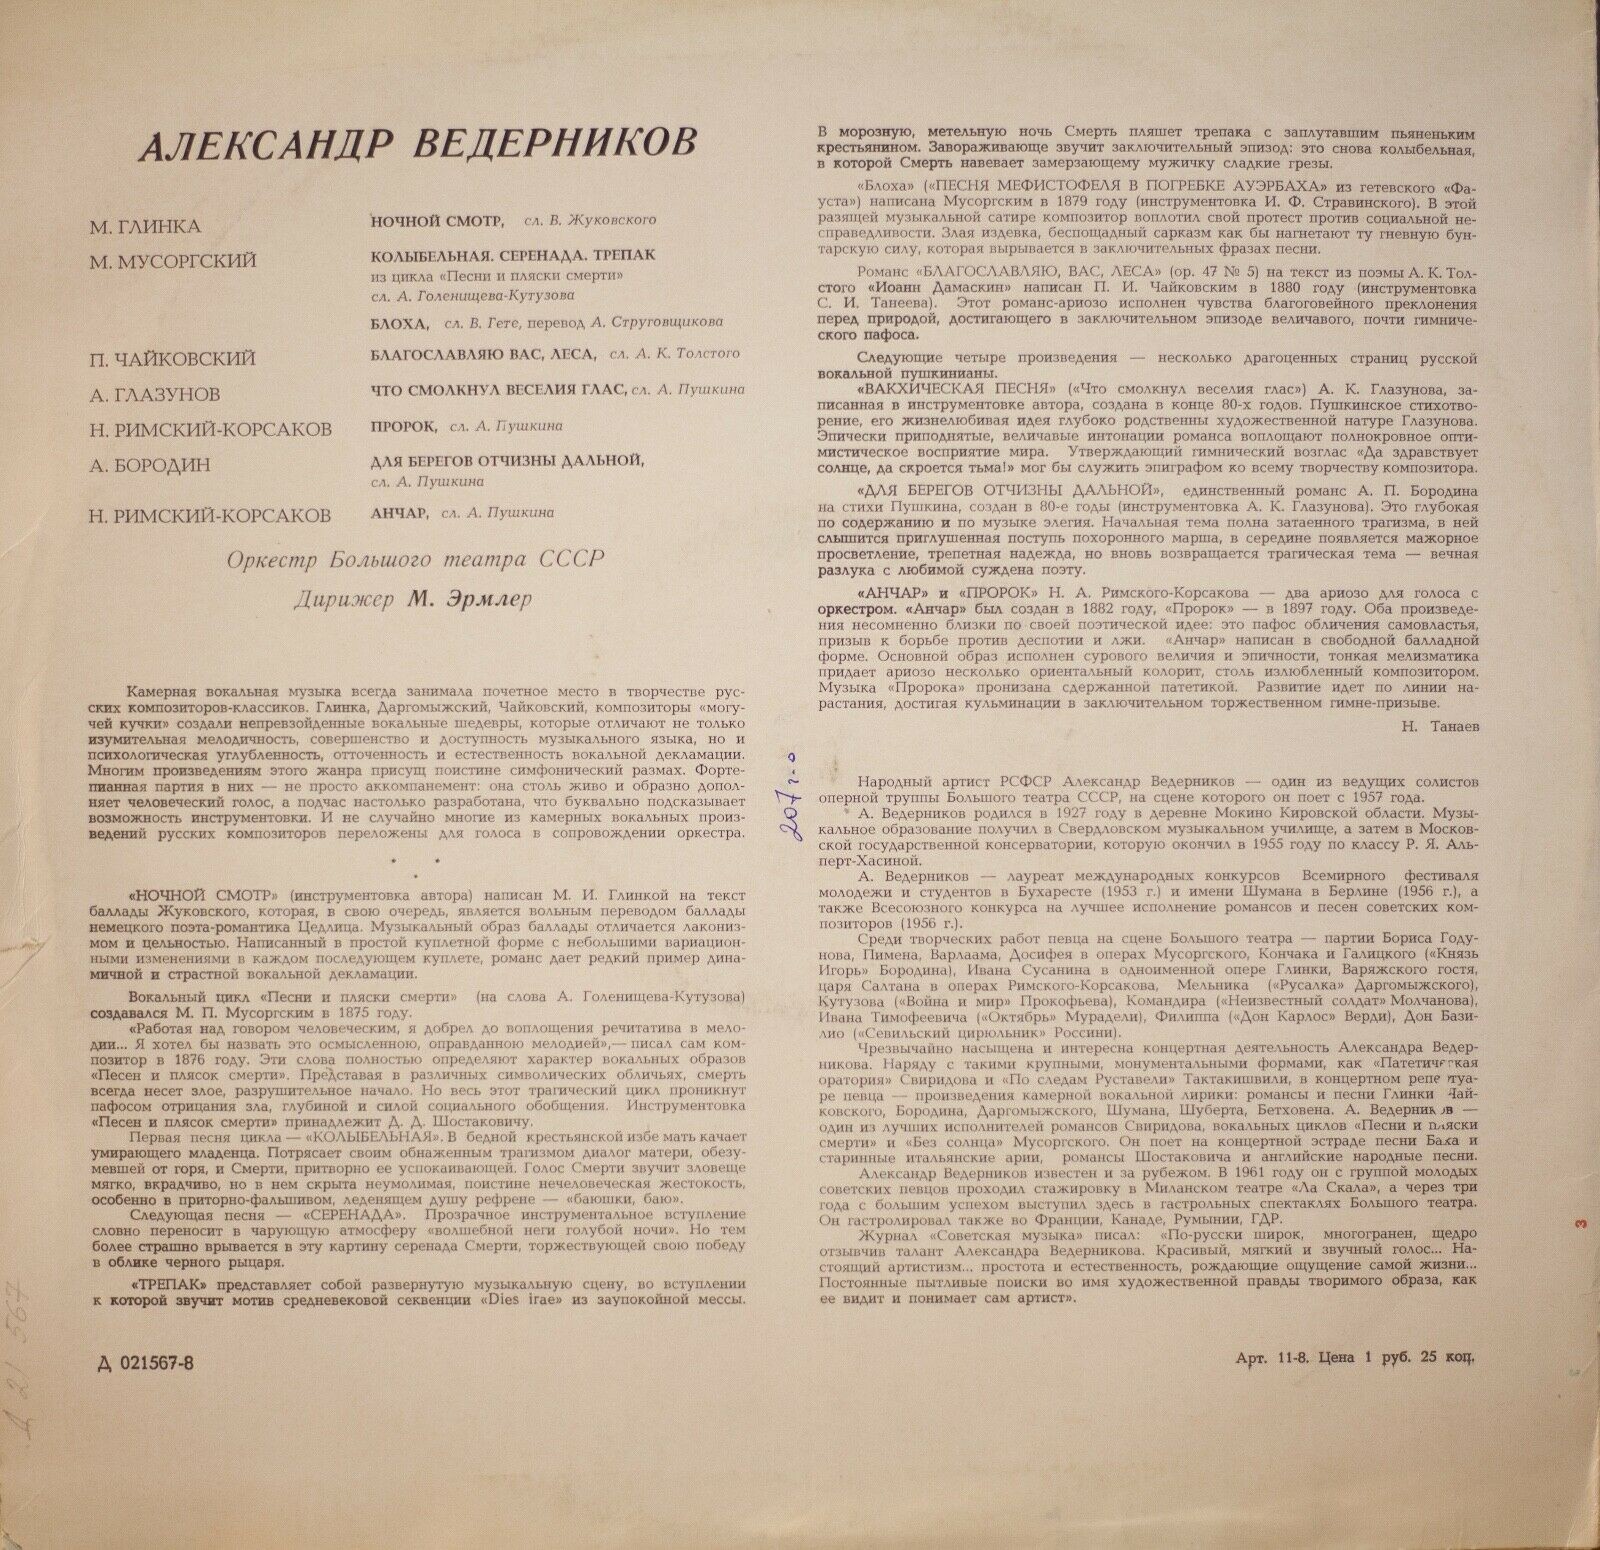 АЛЕКСАНДР ВЕДЕРНИКОВ
М. ГЛИНКА НОЧНОЙ СМОТР, сл. В. Жуковского
М. МУСОРГСКИЙ КОЛЫБЕЛЬНАЯ. СЕРЕНАДА. ТРЕПАК
из цикла «Песни и пляски смерти»
сл. А. Голенищева-Кутузова
БЛОХА, сл. В. Гете, перевод А. Струговщикова
П. ЧАЙКОВСКИЙ БЛАГОСЛАВЛЯЮ ВАС, ЛЕСА, сл. А. К. Толстого
А. ГЛАЗУНОВ ЧТО СМОЛКНУЛ ВЕСЕЛИЯ ГЛАС, сл. А. Пушкина
Н. РИМСКИЙ-КОРСАКОВ ПРОРОК, сл. А. Пушкина
А. БОРОДИН ДЛЯ БЕРЕГОВ ОТЧИЗНЫ ДАЛЬНОЙ,
сл. А. Пушкина
Н. РИМСКИЙ-КОРСАКОВ АНЧАР, сл. А. Пушкина
Оркестр Большого театра СССР
Дирижер М. Эрмлер
Камерная вокальная музыка всегда занимала почетное место в творчестве рус-
ских композиторов-классиков. Глинка, Даргомыжский, Чайковский, композиторы «могу-
чей кучки» создали непревзойденные вокальные шедевры, которые отличают не только
изумительная мелодичность, совершенство и доступность музыкального языка, но и
психологическая углубленность, отточенность и естественность вокальной декламации.
Многим произведениям этого жанра присущ поистине симфонический размах. Форте-
пианная партия в них — не просто аккомпанемент: она столь живо и образно допол-
няет человеческий голос, а подчас настолько разработана, что буквально подсказывает
возможность инструментовки. И не случайно многие из камерных вокальных произ-
ведений русских композиторов переложены для голоса в сопровождении оркестра.
* *
*
«НОЧНОЙ СМОТР» (инструментовка автора) написан М. И. Глинкой на текст
баллады Жуковского, которая, в свою очередь, является вольным переводом баллады
немецкого поэта-романтика Цедлица. Музыкальный образ баллады отличается лакониз-
мом и цельностью. Написанный в простой куплетной форме с небольшими вариацион-
ными изменениями в каждом последующем куплете, романс дает редкий пример дина-
мичной и страстной вокальной декламации.
Вокальный цикл «Песни и пляски смерти» (на слова А. Голенищева-Кутузова)
создавался М. П. Мусоргским в 1875 году.
«Работая над говором человеческим, я добрел до воплощения речитатива в мело-
дии... Я хотел бы назвать это осмысленною, оправданною мелодией»,— писал сам ком-
позитор в 1876 году. Эти слова полностью определяют характер вокальных образов
«Песен и плясок смерти». Представая в различных символических обличьях, смерть
всегда несет злое, разрушительное начало. Но весь этот трагический цикл проникнут
пафосом отрицания зла, глубиной и силой социального обобщения. Инструментовка
«Песен и плясок смерти» принадлежит Д. Д. Шостаковичу.
Первая песня цикла — «КОЛЫБЕЛЬНАЯ». В бедной крестьянской избе мать качает
умирающего младенца. Потрясает своим обнаженным трагизмом диалог матери, обезу-
мевшей от горя, и Смерти, притворно ее успокаивающей. Голос Смерти звучит зловеще
мягко, вкрадчиво, но в нем скрыта неумолимая, поистине нечеловеческая жестокость,
особенно в приторно-фальшивом, леденящем душу рефрене — «баюшки, баю».
Следующая песня — «СЕРЕНАДА». Прозрачное инструментальное вступление
словно переносит в чарующую атмосферу «волшебной неги голубой ночи». Но тем
более страшно врывается в эту картину серенада Смерти, торжествующей свою победу
в облике черного рыцаря.
«ТРЕПАК» представляет собой развернутую музыкальную сцену, во вступлении
к которой звучит мотив средневековой секвенции «Dies irae» из заупокойной мессы.
Д 021567-8
В морозную, метельную ночь Смерть пляшет трепака с заплутавшим пьяненьким
крестьянином. Завораживающе звучит заключительный эпизод: это снова колыбельная,
в которой Смерть навевает замерзающему мужичку сладкие грезы.
«Блоха» («ПЕСНЯ МЕФИСТОФЕЛЯ В ПОГРЕБКЕ АУЭРБАХА» из гетевского «Фа-
уста») написана Мусоргским в 1879 году (инструментовка И. Ф. Стравинского). В этой
разящей музыкальной сатире композитор воплотил свой протест против социальной не-
справедливости. Злая издевка, беспощадный сарказм как бы нагнетают ту гневную бун-
тарскую силу, которая вырывается в заключительных фразах песни.
Романс «БЛАГОСЛАВЛЯЮ, ВАС, ЛЕСА» (ор. 47 № 5) на текст из поэмы А. К. Тол-
стого «Иоанн Дамаскин» написан П. И. Чайковским в 1880 году (инструментовка
С. И. Танеева). Этот романс-ариозо исполнен чувства благоговейного преклонения
перед природой, достигающего в заключительном эпизоде величавого, почти гимниче-
ского пафоса.
Следующие четыре произведения — несколько драгоценных страниц русской
вокальной пушкинианы.
«ВАКХИЧЕСКАЯ ПЕСНЯ» («Что смолкнул веселия глас») А. К. Глазунова, за-
писанная в инструментовке автора, создана в конце 80-х годов. Пушкинское стихотво-
рение, его жизнелюбивая идея глубоко родственны художественной натуре Глазунова.
Эпически приподнятые, величавые интонации романса воплощают полнокровное опти-
мистическое восприятие мира. Утверждающий гимнический возглас «Да здравствует
солнце, да скроется тьма!» мог бы служить эпиграфом ко всему творчеству композитора.
«ДЛЯ БЕРЕГОВ ОТЧИЗНЫ ДАЛЬНОЙ», единственный романс А. П. Бородина
на стихи Пушкина, создан в 80-е годы (инструментовка А. К. Глазунова). Это глубокая
по содержанию и по музыке элегия. Начальная тема полна затаенного трагизма, в ней
слышится приглушенная поступь похоронного марша, в середине появляется мажорное
просветление, трепетная надежда, но вновь возвращается трагическая тема — вечная
разлука с любимой суждена поэту.
«АНЧАР» и «ПРОРОК» Н. А. Римского-Корсакова — два ариозо для голоса с
оркестром. «Анчар» был создан в 1882 году, «Пророк» — в 1897 году. Оба произведе-
ния несомненно близки по своей поэтической идее: это пафос обличения самовластья,
призыв к борьбе против деспотии и лжи. «Анчар» написан в свободной балладной
форме. Основной образ исполнен сурового величия и эпичности, тонкая мелизматика
придает ариозо несколько ориентальный колорит, столь излюбленный композитором.
Музыка «Пророка» пронизана сдержанной патетикой. Развитие идет по линии на-
растания, достигая кульминации в заключительном торжественном гимне-призыве.
Н. Танаев
Народный артист РСФСР Александр Ведерников — один из ведущих солистов
оперной труппы Большого театра СССР, на сцене которого он поет с 1957 года.
А. Ведерников родился в 1927 году в деревне Мокино Кировской области. Музы-
кальное образование получил в Свердловском музыкальном училище, а затем в Москов-
ской государственной консерватории, которую окончил в 1955 году по классу Р. Я. Аль-
перт-Хасиной.
А. Ведерников — лауреат международных конкурсов Всемирного фестиваля
молодежи и студентов в Бухаресте (1953 г.) и имени Шумана в Берлине (1956 г.), а
также Всесоюзного конкурса на лучшее исполнение романсов и песен советских ком-
позиторов (1956 г.).
Среди творческих работ певца на сцене Большого театра — партии Бориса Году-
нова, Пимена, Варлаама, Досифея в операх Мусоргского, Кончака и Галицкого («Князь
Игорь» Бородина), Ивана Сусанина в одноименной опере Глинки, Варяжского гостя,
царя Салтана в операх Римского-Корсакова, Мельника («Русалка» Даргомыжского),
Кутузова («Война и мир» Прокофьева), Командира («Неизвестный солдат» Молчанова),
Ивана Тимофеевича («Октябрь» Мурадели), Филиппа («Дон Карлос» Верди), Дон Бази-
лио («Севильский цирюльник» Россини).
Чрезвычайно насыщена и интересна концертная деятельность Александра Ведер-
никова. Наряду с такими крупными, монументальными формами, как «Патетическая
оратория» Свиридова и «По следам Руставели» Тактакишвили, в концертном репертуа-
ре певца — произведения камерной вокальной лирики: романсы и песни Глинки Чай-
ковского, Бородина, Даргомыжского, Шумана, Шуберта, Бетховена. А. Ведерников —
один из лучших исполнителей романсов Свиридова, вокальных циклов «Песни и пляски
смерти» и «Без солнца» Мусоргского. Он поет на концертной эстраде песни Баха и
старинные итальянские арии, романсы Шостаковича и английские народные песни.
Александр Ведерников известен и за рубежом. В 1961 году он с группой молодых
советских певцов проходил стажировку в Миланском театре «Ла Скала», а через три
года с большим успехом выступил здесь в гастрольных спектаклях Большого театра.
Он гастролировал также во Франции, Канаде, Румынии, ГДР.
Журнал «Советская музыка» писал: «По-русски широк, многогранен, щедро
отзывчив талант Александра Ведерникова. Красивый, мягкий и звучный голос... На-
стоящий артистизм... простота и естественность, рождающие ощущение самой жизни...
Постоянные пытливые поиски во имя художественной правды творимого образа, как
ее видит и понимает сам артист».
Арт. 11-8. Цена 1 руб. 25 коп.
3